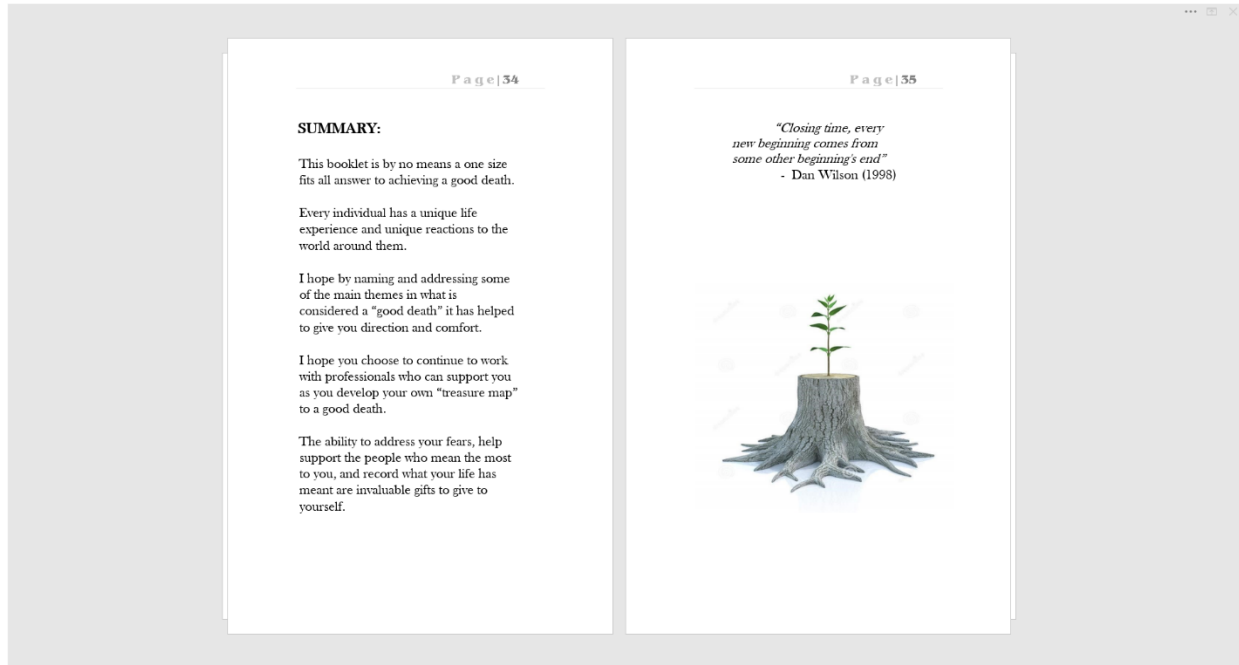 Page|34
SUMMARY:
This booklet is by no means a one size
fits all answer to achieving a good death.
Every individual has a unique life
experience and unique reactions to the
world around them.
I hope by naming and addressing some
of the main themes in what is
considered a “good death” it has helped
to give you direction and comfort.
I hope you choose to continue to work
with professionals who can support you
as you develop your own “treasure map”
to a good death.
The ability to address your fears, help
support the people who mean the most
to you, and record what your life has
meant are invaluable gifts to give to
yourself.
Page|35
“Closing time, every
new beginning comes from
some other beginning's end”
- Dan Wilson (1998)